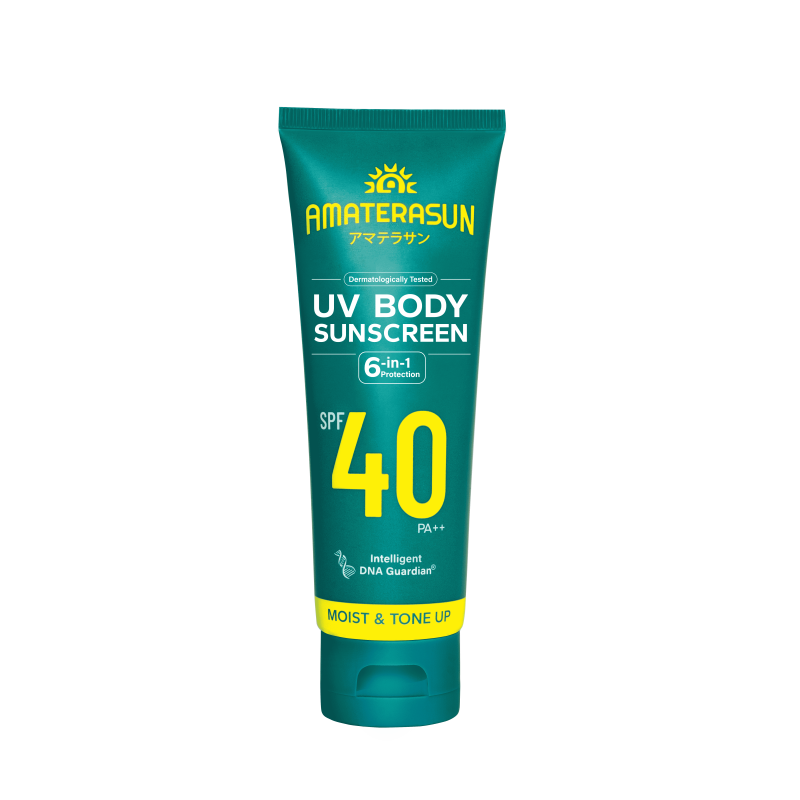 AMATERASUN
アマテラサン
Dermatologically Tested
UV BODY
SUNSCREEN
6-in-1
Protection
SPF
40
PA++
Intelligent
DNA Guardian®
MOIST & TONE UP